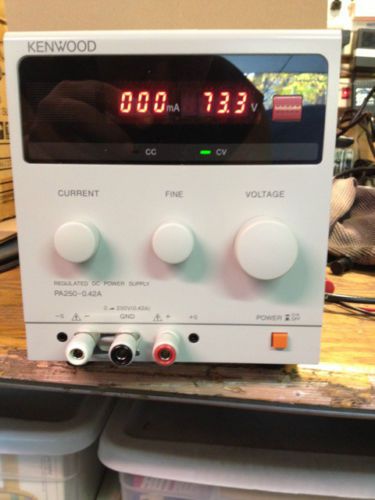 KENWOOD
000 mA 73.3 V
CC CV
CURRENT FINE VOLTAGE
REGULATED DC POWER SUPPLY
PA250-0.42A
-S - GND + +S
POWER